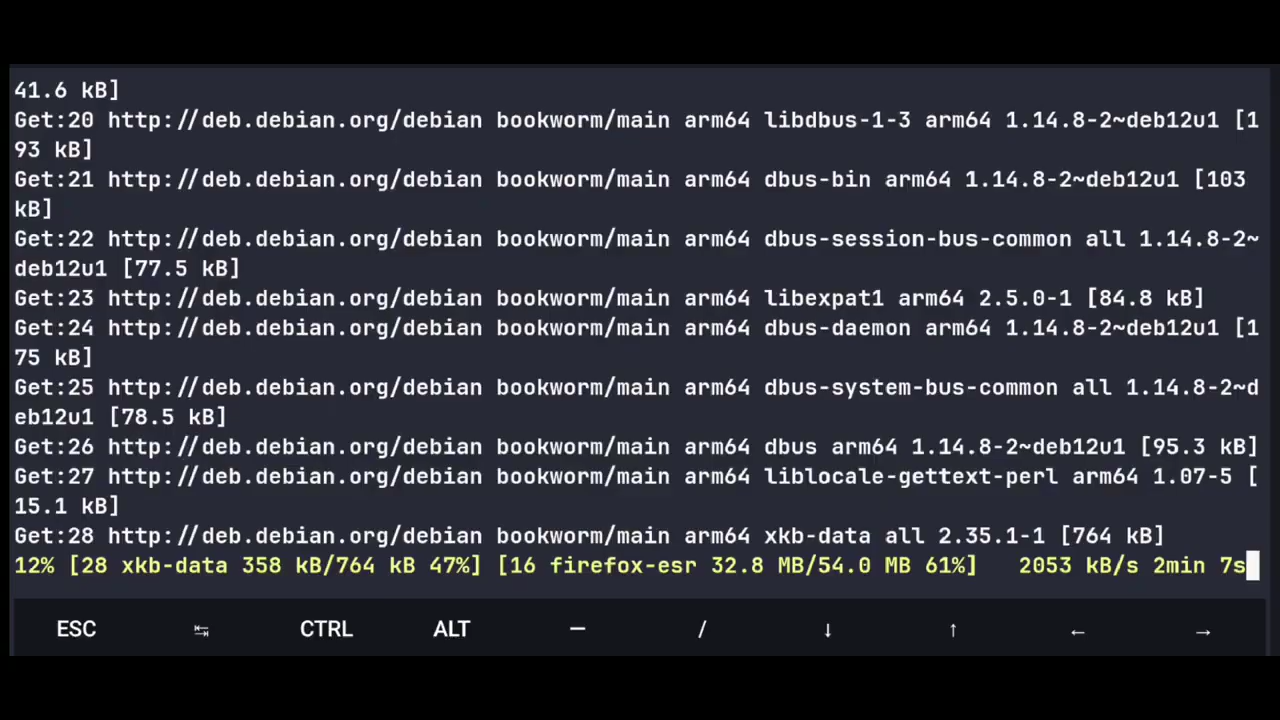 41.6 kB]
Get:20 http://deb.debian.org/debian bookworm/main arm64 libdbus-1-3 arm64 1.14.8-2~deb12u1 [1
93 kB]
Get:21 http://deb.debian.org/debian bookworm/main arm64 dbus-bin arm64 1.14.8-2~deb12u1 [103
kB]
Get:22 http://deb.debian.org/debian bookworm/main arm64 dbus-session-bus-common all 1.14.8-2~
deb12u1 [77.5 kB]
Get:23 http://deb.debian.org/debian bookworm/main arm64 libexpat1 arm64 2.5.0-1 [84.8 kB]
Get:24 http://deb.debian.org/debian bookworm/main arm64 dbus-daemon arm64 1.14.8-2~deb12u1 [1
75 kB]
Get:25 http://deb.debian.org/debian bookworm/main arm64 dbus-system-bus-common all 1.14.8-2~d
eb12u1 [78.5 kB]
Get:26 http://deb.debian.org/debian bookworm/main arm64 dbus arm64 1.14.8-2~deb12u1 [95.3 kB]
Get:27 http://deb.debian.org/debian bookworm/main arm64 liblocale-gettext-perl arm64 1.07-5 [
15.1 kB]
Get:28 http://deb.debian.org/debian bookworm/main arm64 xkb-data all 2.35.1-1 [764 kB]
12% [28 xkb-data 358 kB/764 kB 47%] [16 firefox-esr 32.8 MB/54.0 MB 61%] 2053 kB/s 2min 7s
ESC ↹ CTRL ALT — / ↓ ↑ ← →